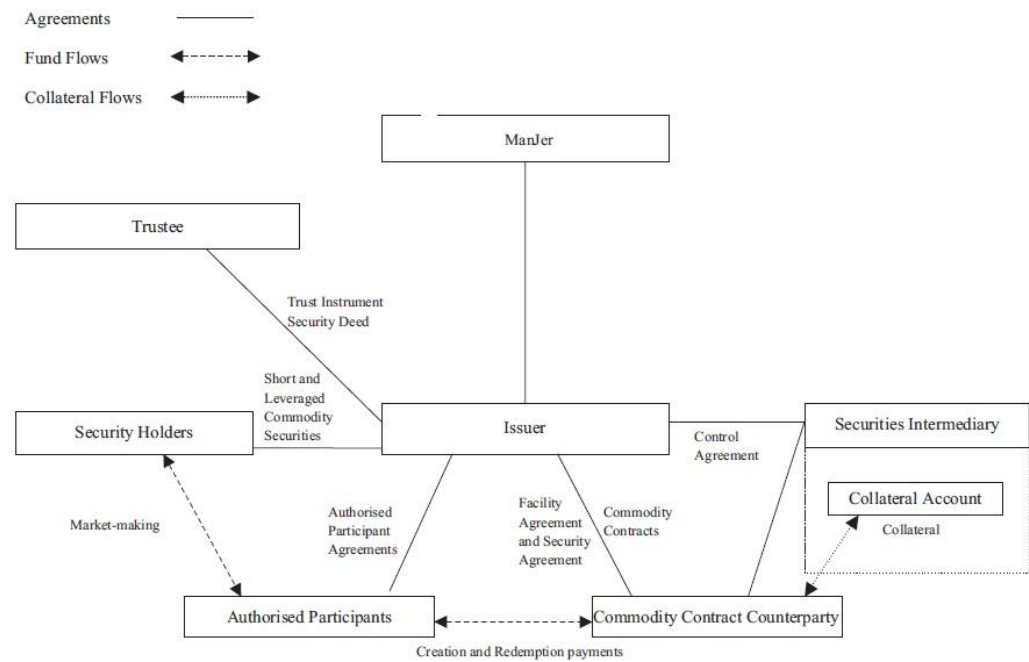 Agreements
Fund Flows
Collateral Flows
ManJer
Trustee
Trust Instrument
Security Deed
Short and
Leveraged
Commodity
Securities
Security Holders
Issuer
Control
Agreement
Securities Intermediary
Collateral Account
Collateral
Market-making
Authorised
Participant
Agreements
Facility
Agreement
and Security
Agreement
Commodity
Contracts
Authorised Participants
Commodity Contract Counterparty
Creation and Redemption payments